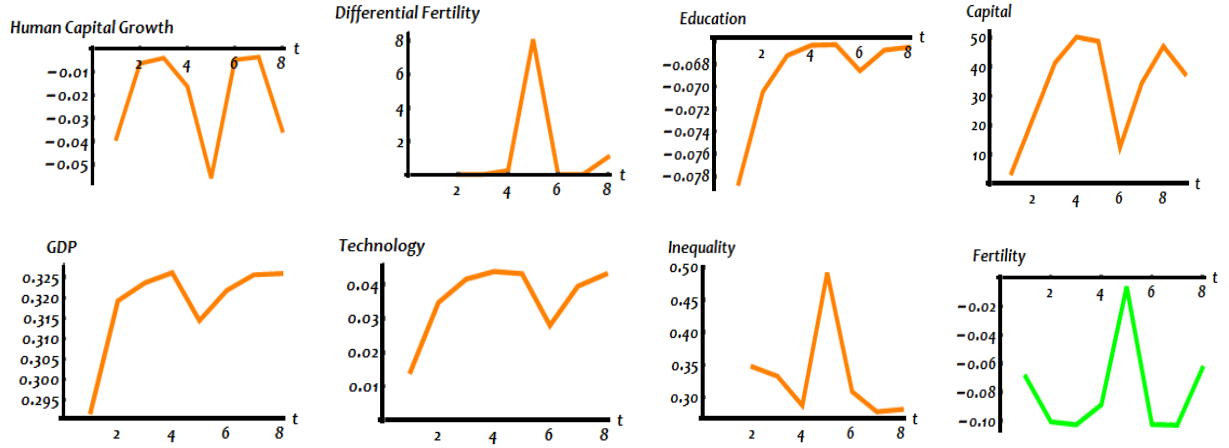 Human Capital Growth
t
2 4 6 8
-0.01
-0.02
-0.03
-0.04
-0.05
Differential Fertility
8
6
4
2
t
2 4 6 8
Education
t
2 4 6 8
-0.068
-0.070
-0.072
-0.074
-0.076
-0.078
Capital
50
40
30
20
10
t
2 4 6 8
GDP
0.325
0.320
0.315
0.310
0.305
0.300
0.295
t
2 4 6 8
Technology
0.04
0.03
0.02
0.01
t
2 4 6 8
Inequality
0.50
0.45
0.40
0.35
0.30
t
2 4 6 8
Fertility
t
2 4 6 8
-0.02
-0.04
-0.06
-0.08
-0.10